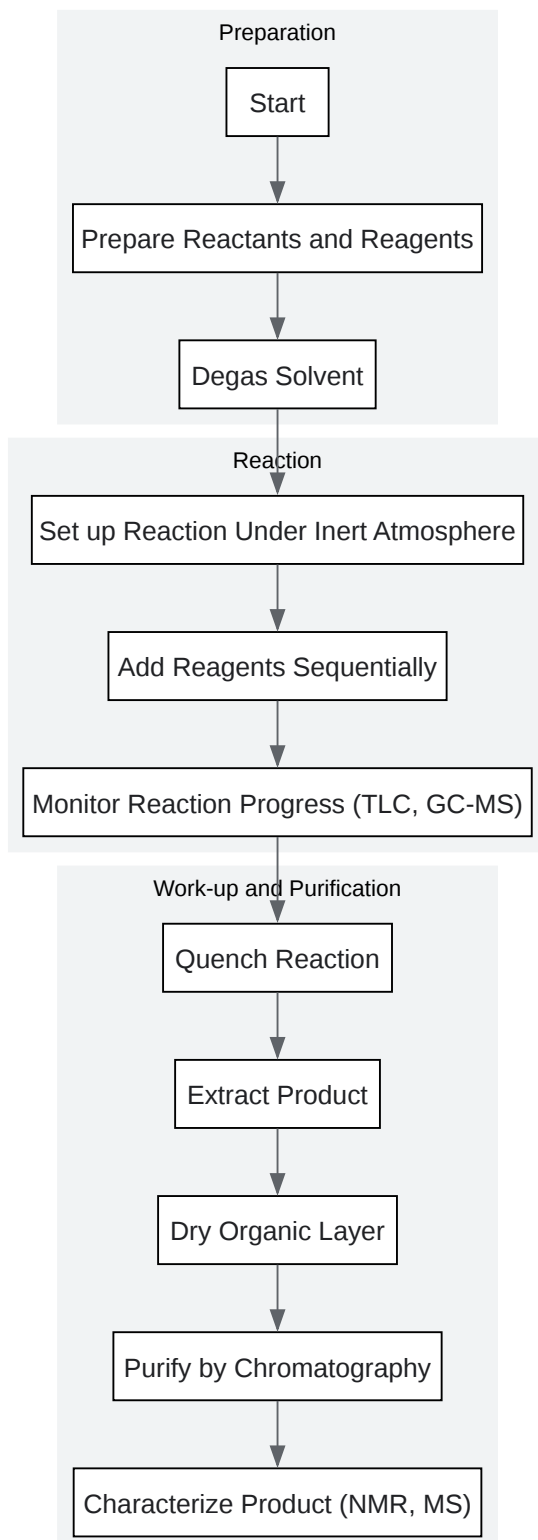 Preparation
Start
Prepare Reactants and Reagents
Degas Solvent
Reaction
Set up Reaction Under Inert Atmosphere
Add Reagents Sequentially
Monitor Reaction Progress (TLC, GC-MS)
Work-up and Purification
Quench Reaction
Extract Product
Dry Organic Layer
Purify by Chromatography
Characterize Product (NMR, MS)